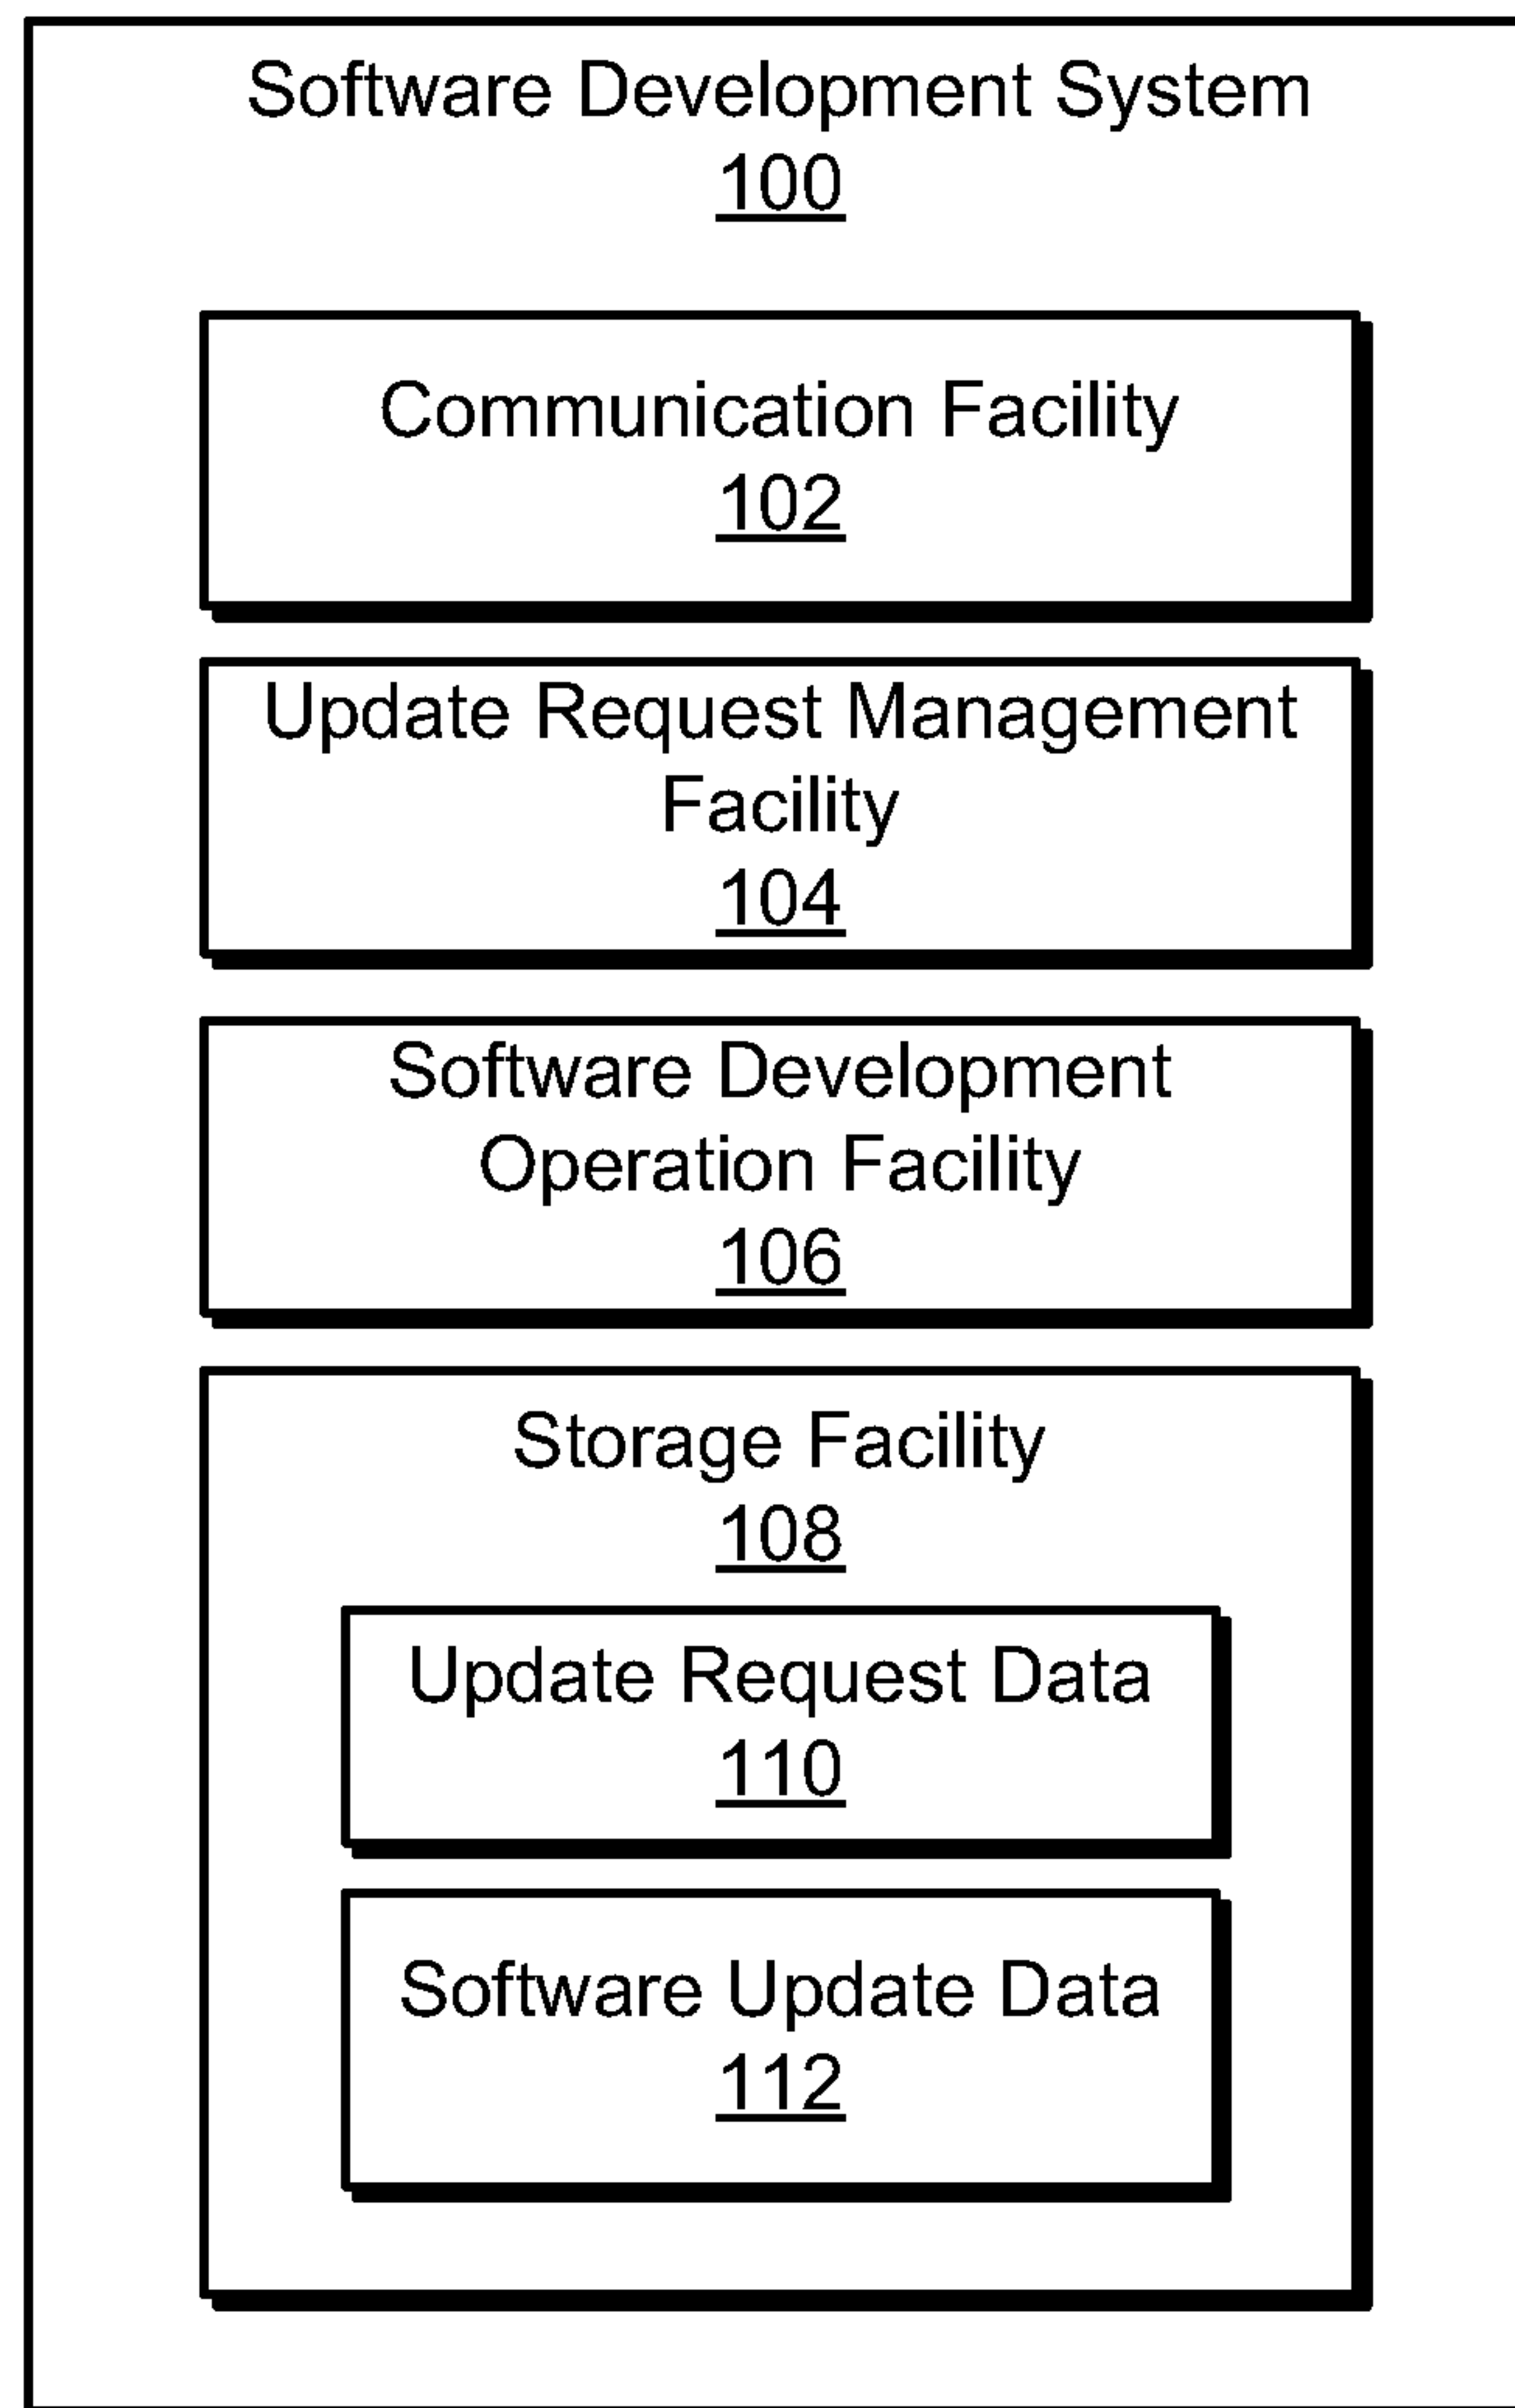 Software Development System
100
Communication Facility
102
Update Request Management
Facility
104
Software Development
Operation Facility
106
Storage Facility
108
Update Request Data
110
Software Update Data
112